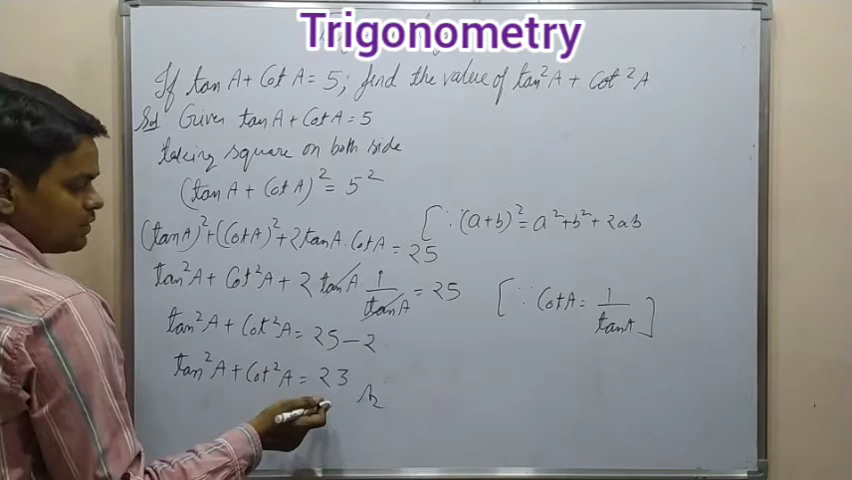 Trigonometry
If tan A + Cot A = 5; find the value of tan²A + Cot²A
Sol Given tan A + Cot A = 5
taking square on both side
(tan A + Cot A)² = 5²
(tan A)² + (Cot A)² + 2 tan A . Cot A = 25 [∵ (a+b)² = a² + b² + 2ab
tan²A + Cot²A + 2 tan A 1/tan A = 25 [∵ Cot A = 1/tan A]
tan²A + Cot²A = 25 - 2
tan²A + Cot²A = 23